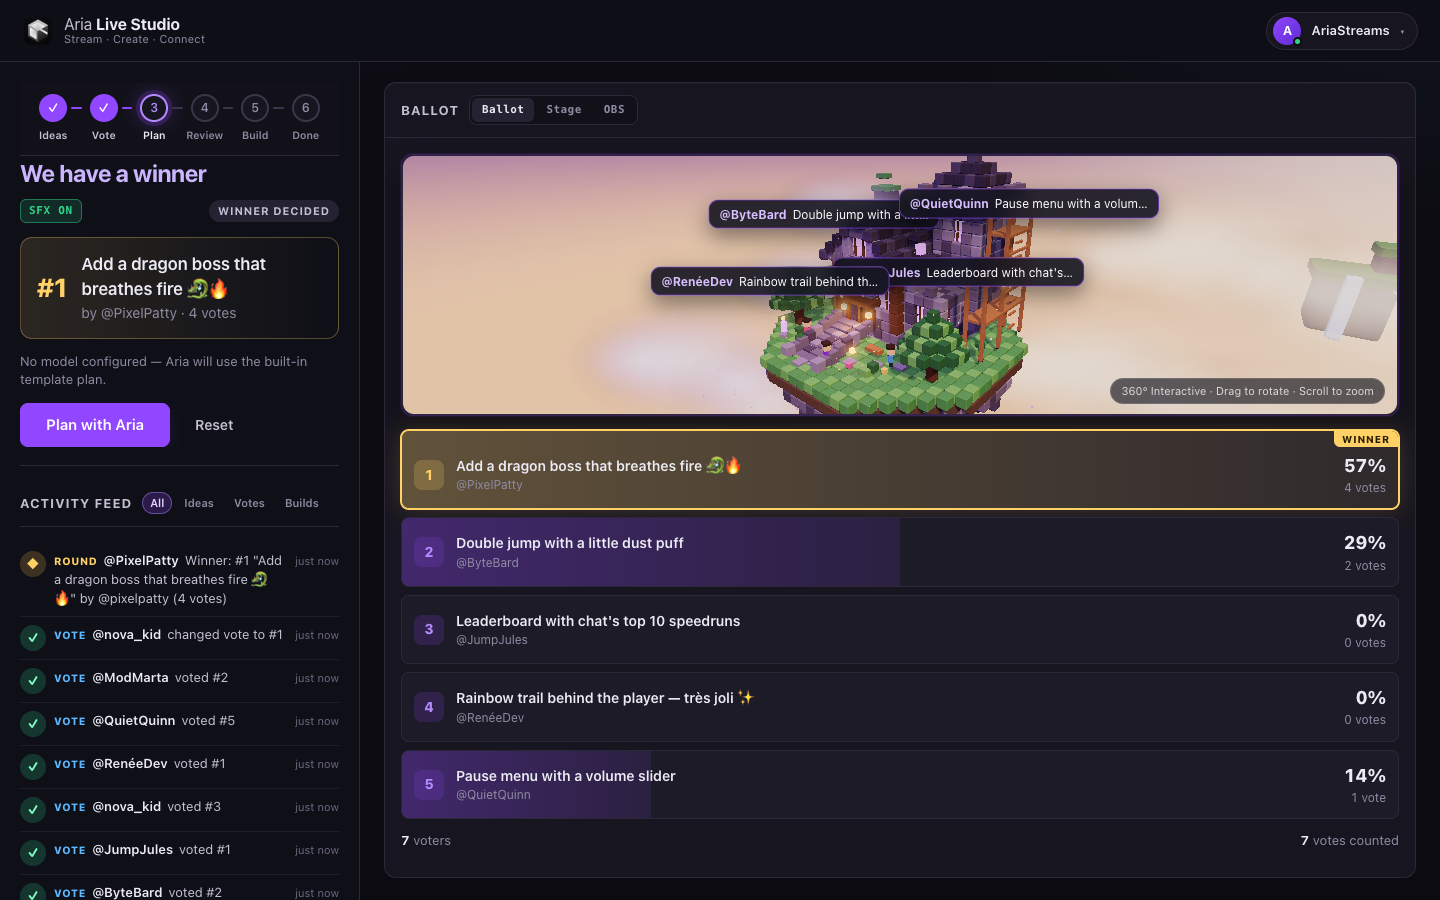 Aria Live Studio
Stream · Create · Connect
A AriaStreams
✓ ✓ 3 4 5 6
Ideas Vote Plan Review Build Done
We have a winner
SFX ON WINNER DECIDED
#1
Add a dragon boss that
breathes fire 🐉🔥
by @PixelPatty · 4 votes
No model configured — Aria will use the built-in
template plan.
Plan with Aria Reset
ACTIVITY FEED All Ideas Votes Builds
ROUND @PixelPatty Winner: #1 "Add just now
a dragon boss that breathes fire 🐉
🔥" by @pixelpatty (4 votes)
VOTE @nova_kid changed vote to #1 just now
VOTE @ModMarta voted #2 just now
VOTE @QuietQuinn voted #5 just now
VOTE @RenéeDev voted #1 just now
VOTE @nova_kid voted #3 just now
VOTE @JumpJules voted #1 just now
VOTE @ByteBard voted #2 just now
BALLOT Ballot Stage OBS
@ByteBard Double jump with a
@QuietQuinn Pause menu with a volum...
Jules Leaderboard with chat's...
@RenéeDev Rainbow trail behind th...
360° Interactive · Drag to rotate · Scroll to zoom
WINNER
1 Add a dragon boss that breathes fire 🐉🔥 57%
@PixelPatty 4 votes
2 Double jump with a little dust puff 29%
@ByteBard 2 votes
3 Leaderboard with chat's top 10 speedruns 0%
@JumpJules 0 votes
4 Rainbow trail behind the player — très joli ✨ 0%
@RenéeDev 0 votes
5 Pause menu with a volume slider 14%
@QuietQuinn 1 vote
7 voters 7 votes counted